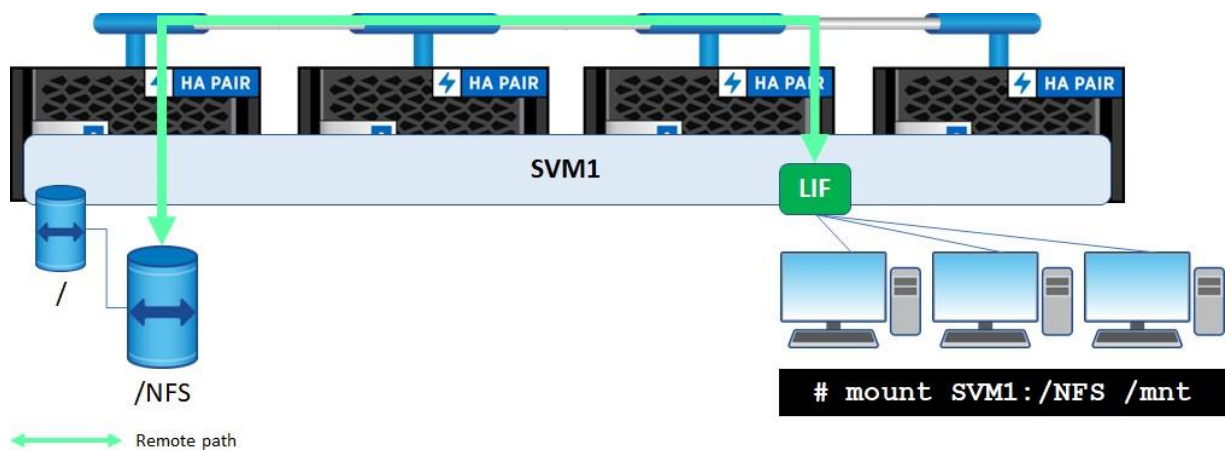 HA PAIR
HA PAIR
HA PAIR
HA PAIR
SVM1
LIF
/
/NFS
# mount SVM1:/NFS /mnt
Remote path